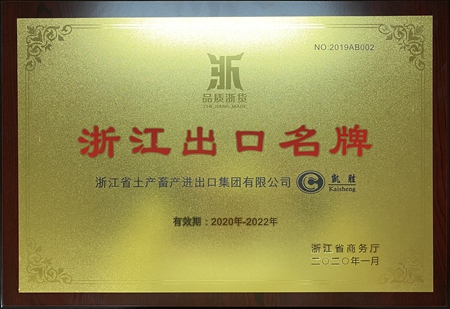 NO:2019AB002
浙
品质浙货
ZHEJIANG MADE
浙江出口名牌
浙江省土产畜产进出口集团有限公司 凯胜
Kaisheng
有效期：2020年-2022年
浙江省商务厅
二〇二〇年一月